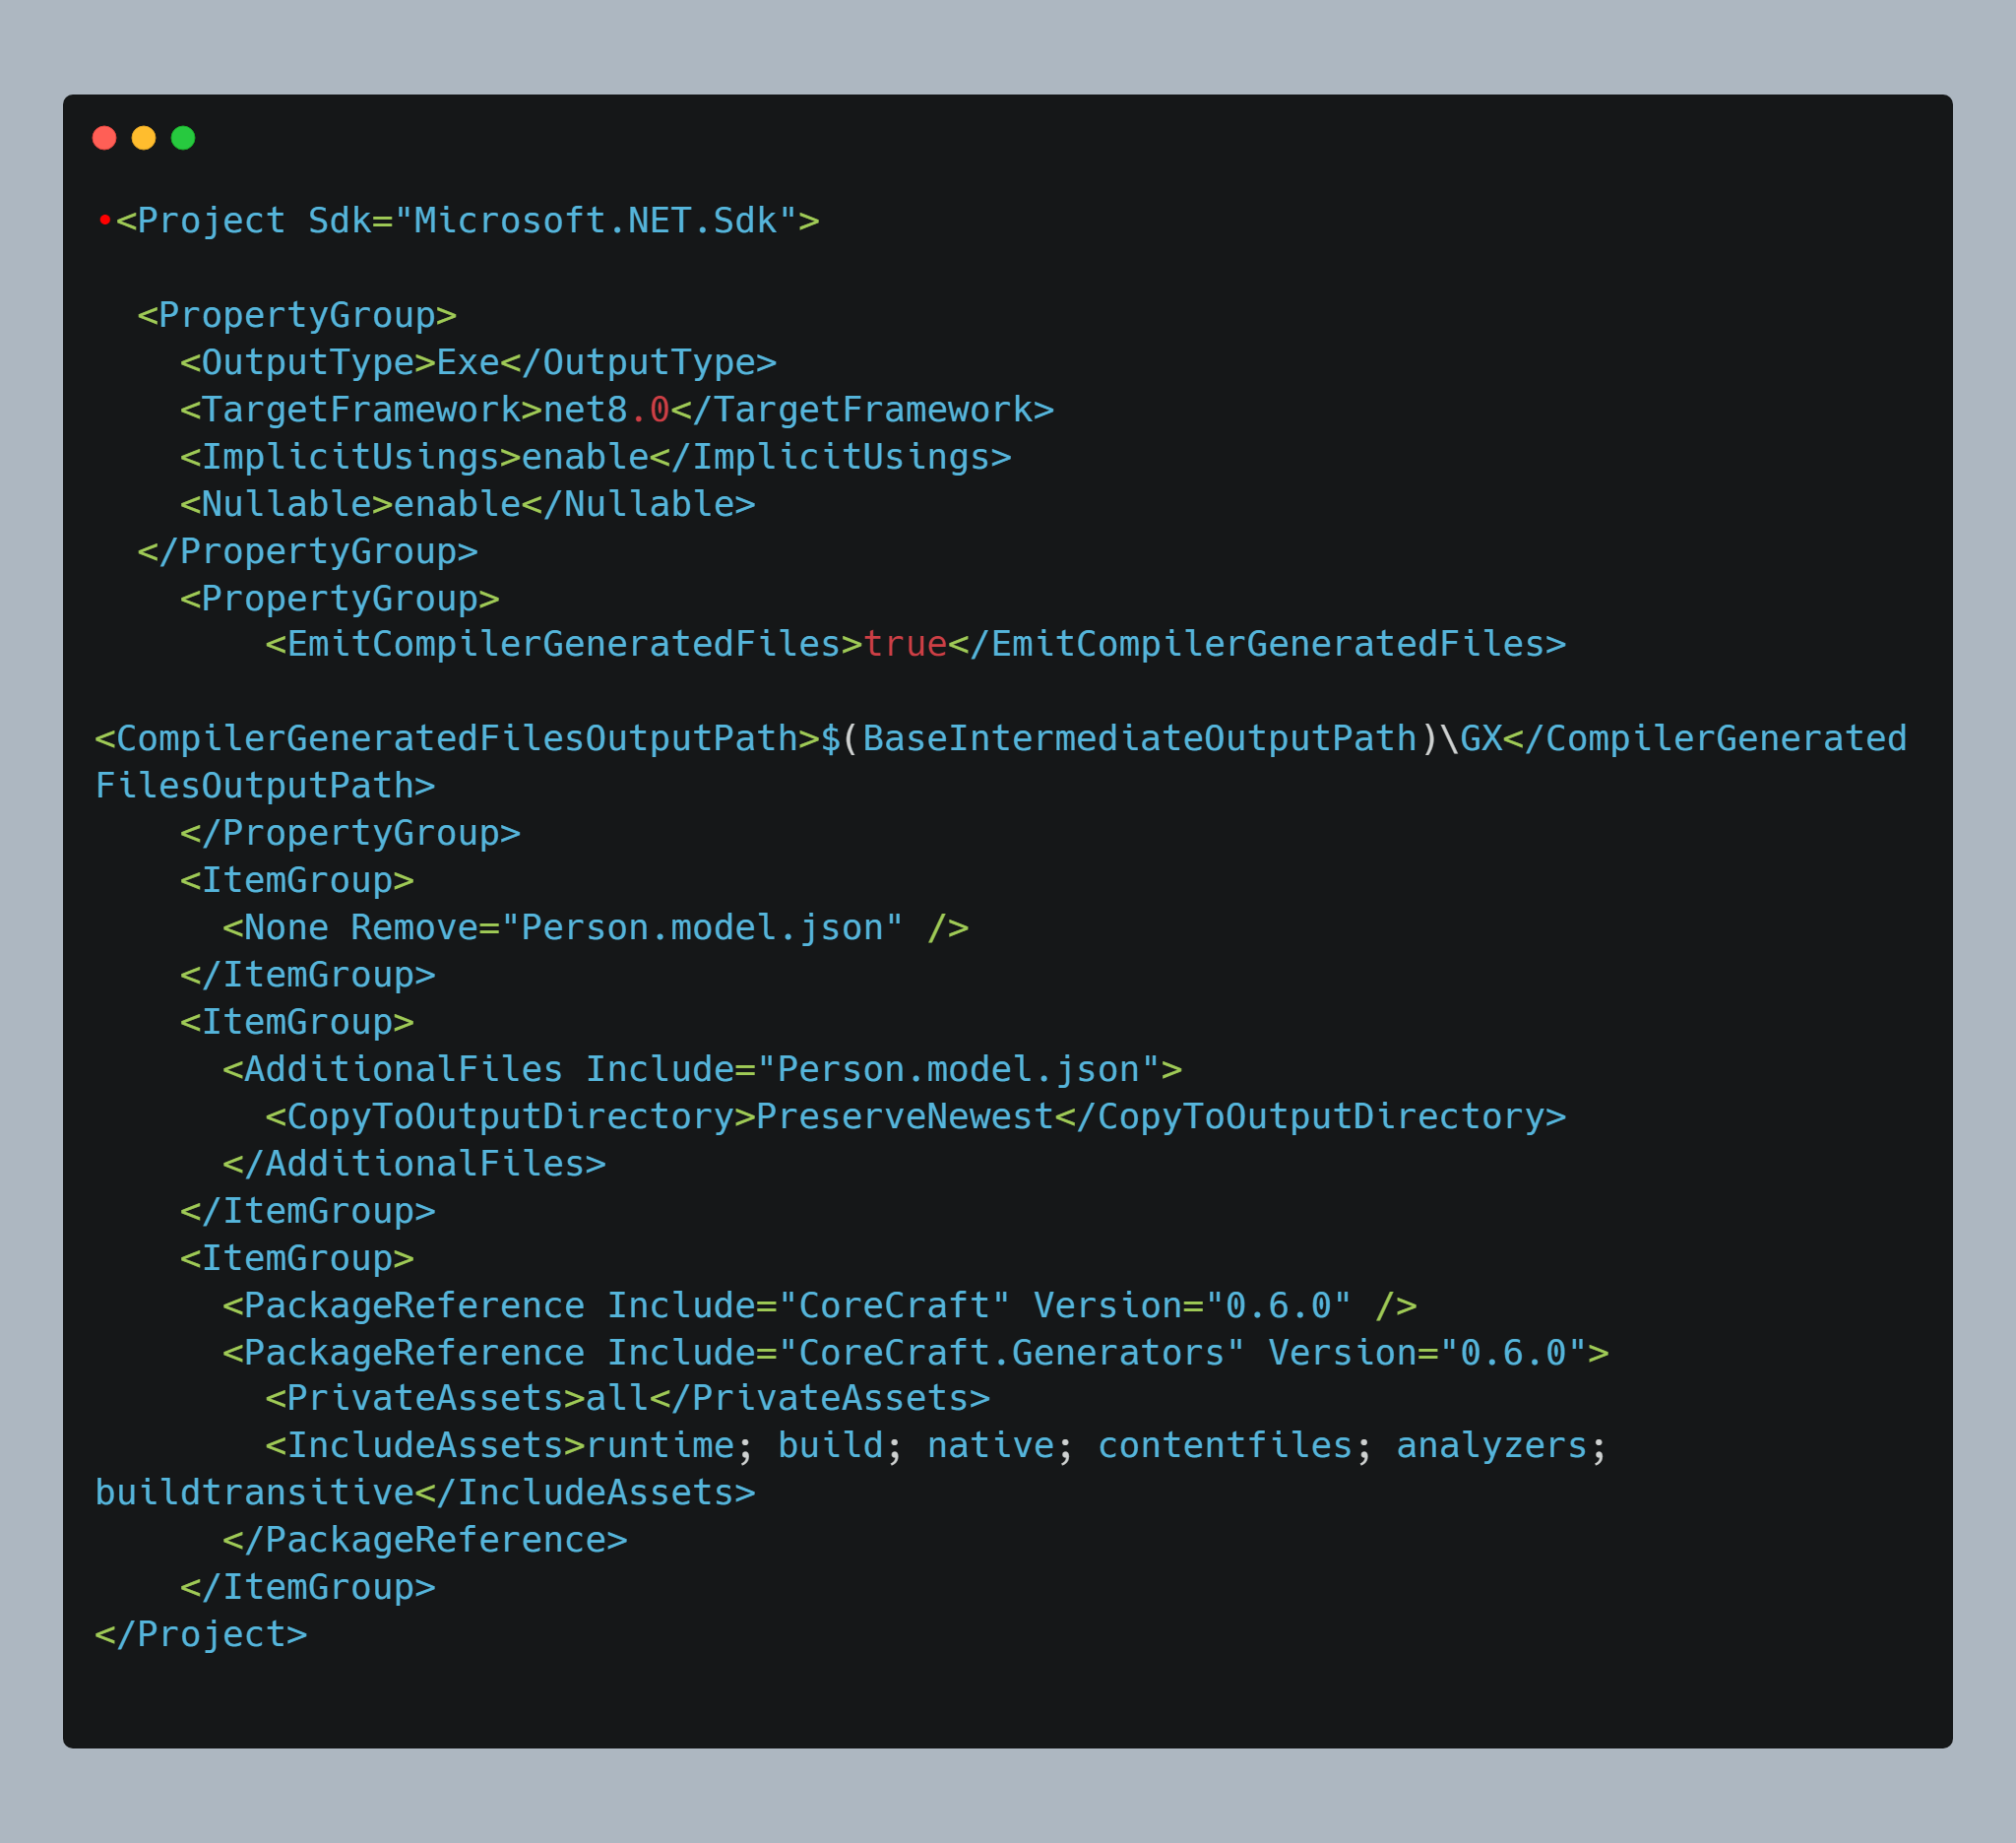 •<Project Sdk="Microsoft.NET.Sdk">

  <PropertyGroup>
    <OutputType>Exe</OutputType>
    <TargetFramework>net8.0</TargetFramework>
    <ImplicitUsings>enable</ImplicitUsings>
    <Nullable>enable</Nullable>
  </PropertyGroup>
    <PropertyGroup>
        <EmitCompilerGeneratedFiles>true</EmitCompilerGeneratedFiles>

<CompilerGeneratedFilesOutputPath>$(BaseIntermediateOutputPath)\GX</CompilerGenerated
FilesOutputPath>
    </PropertyGroup>
    <ItemGroup>
      <None Remove="Person.model.json" />
    </ItemGroup>
    <ItemGroup>
      <AdditionalFiles Include="Person.model.json">
        <CopyToOutputDirectory>PreserveNewest</CopyToOutputDirectory>
      </AdditionalFiles>
    </ItemGroup>
    <ItemGroup>
      <PackageReference Include="CoreCraft" Version="0.6.0" />
      <PackageReference Include="CoreCraft.Generators" Version="0.6.0">
        <PrivateAssets>all</PrivateAssets>
        <IncludeAssets>runtime; build; native; contentfiles; analyzers;
buildtransitive</IncludeAssets>
      </PackageReference>
    </ItemGroup>
</Project>